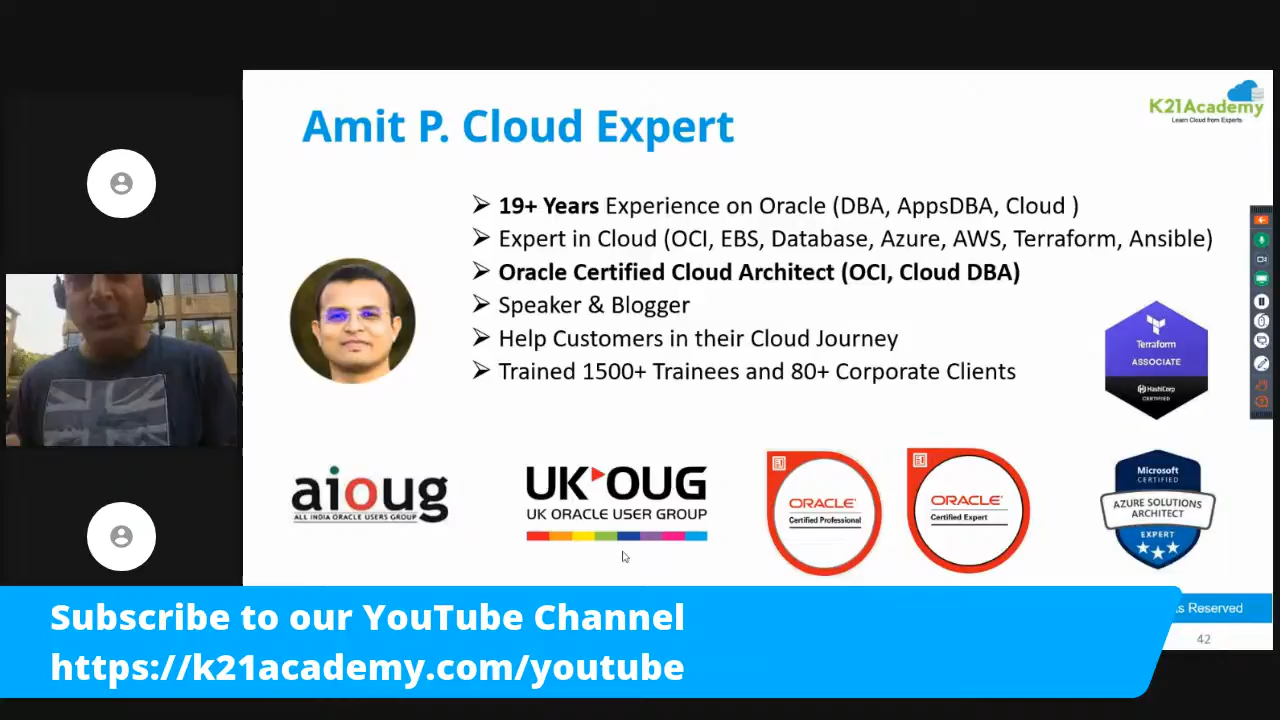 Amit P. Cloud Expert
K21Academy
Learn Cloud from Experts
19+ Years Experience on Oracle (DBA, AppsDBA, Cloud )
Expert in Cloud (OCI, EBS, Database, Azure, AWS, Terraform, Ansible)
Oracle Certified Cloud Architect (OCI, Cloud DBA)
Speaker & Blogger
Help Customers in their Cloud Journey
Trained 1500+ Trainees and 80+ Corporate Clients
Terraform
ASSOCIATE
HashiCorp
CERTIFIED
aioug
ALL INDIA ORACLE USERS GROUP
UKOUG
UK ORACLE USER GROUP
ORACLE
Certified Professional
ORACLE
Certified Expert
Microsoft
CERTIFIED
AZURE SOLUTIONS
ARCHITECT
EXPERT
Reserved
42
Subscribe to our YouTube Channel
https://k21academy.com/youtube